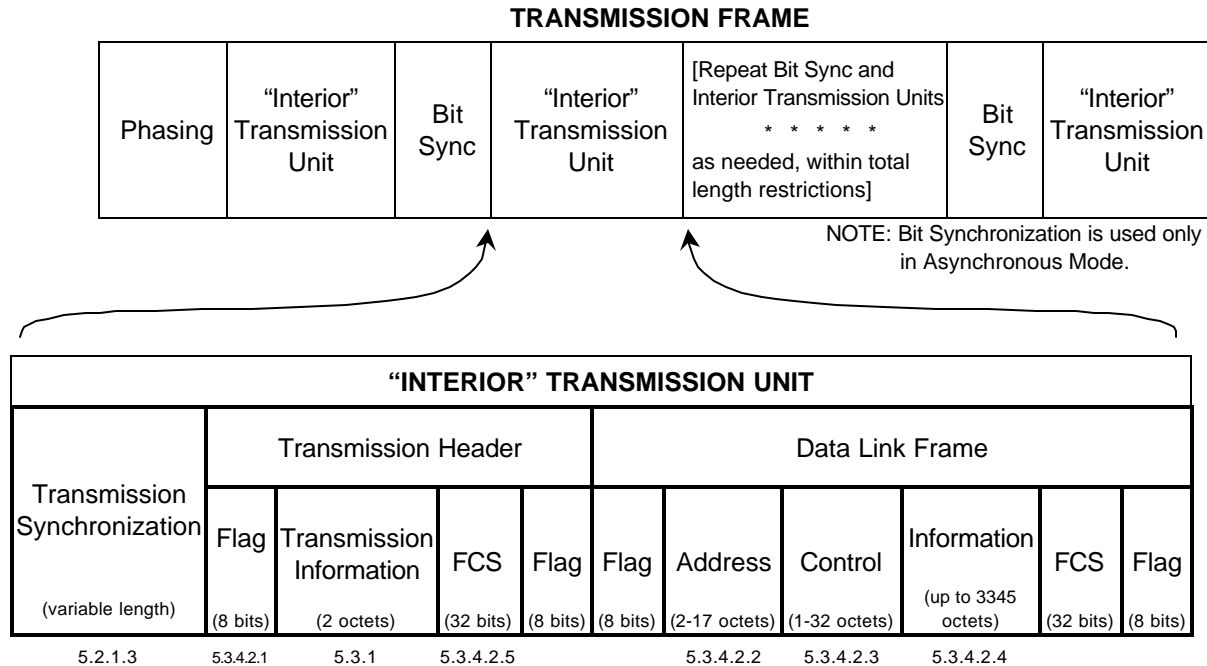 TRANSMISSION FRAME
Phasing
“Interior”
Transmission
Unit
Bit
Sync
“Interior”
Transmission
Unit
[Repeat Bit Sync and
Interior Transmission Units
* * * * *
as needed, within total
length restrictions]
Bit
Sync
“Interior”
Transmission
Unit
NOTE: Bit Synchronization is used only
in Asynchronous Mode.
“INTERIOR” TRANSMISSION UNIT
Transmission
Synchronization
(variable length)
Transmission Header
Data Link Frame
Flag
(8 bits)
Transmission
Information
(2 octets)
FCS
(32 bits)
Flag
(8 bits)
Flag
(8 bits)
Address
(2-17 octets)
Control
(1-32 octets)
Information
(up to 3345
octets)
FCS
(32 bits)
Flag
(8 bits)
5.2.1.3 5.3.4.2.1 5.3.1 5.3.4.2.5 5.3.4.2.2 5.3.4.2.3 5.3.4.2.4